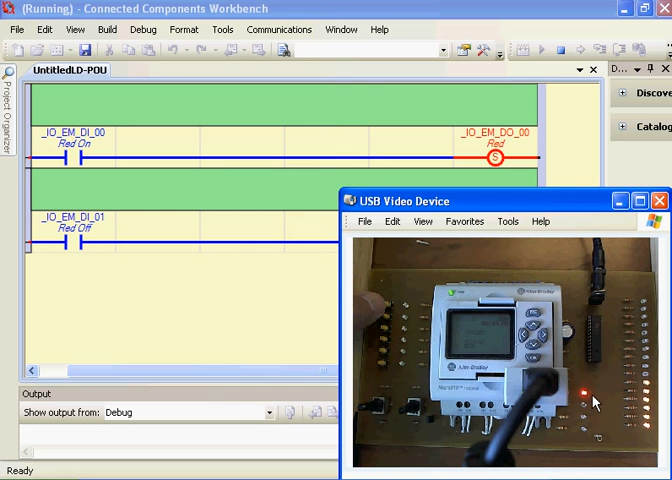 (Running) - Connected Components Workbench
File Edit View Build Debug Format Tools Communications Window Help
Project Organizer
UntitledLD-POU
D...
Discove
Catalog
_IO_EM_DI_00
Red On
_IO_EM_DO_00
Red
S
_IO_EM_DI_01
Red Off
USB Video Device
File Edit View Favorites Tools Help
Allen-Bradley
Allen-Bradley
Output
Show output from: Debug
Ready